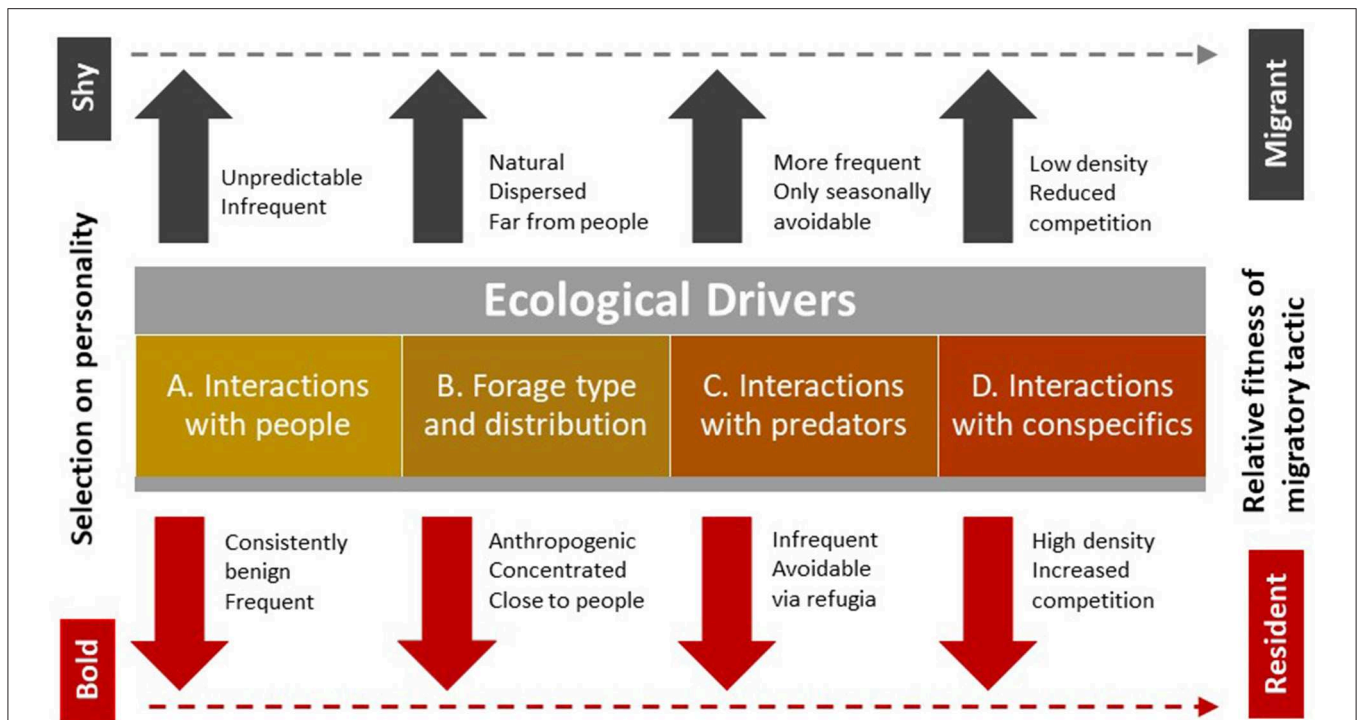 Shy
Migrant
Unpredictable
Infrequent
Natural
Dispersed
Far from people
More frequent
Only seasonally
avoidable
Low density
Reduced
competition
Selection on personality
Ecological Drivers
A. Interactions
with people
B. Forage type
and distribution
C. Interactions
with predators
D. Interactions
with conspecifics
Relative fitness of
migratory tactic
Consistently
benign
Frequent
Anthropogenic
Concentrated
Close to people
Infrequent
Avoidable
via refugia
High density
Increased
competition
Bold
Resident